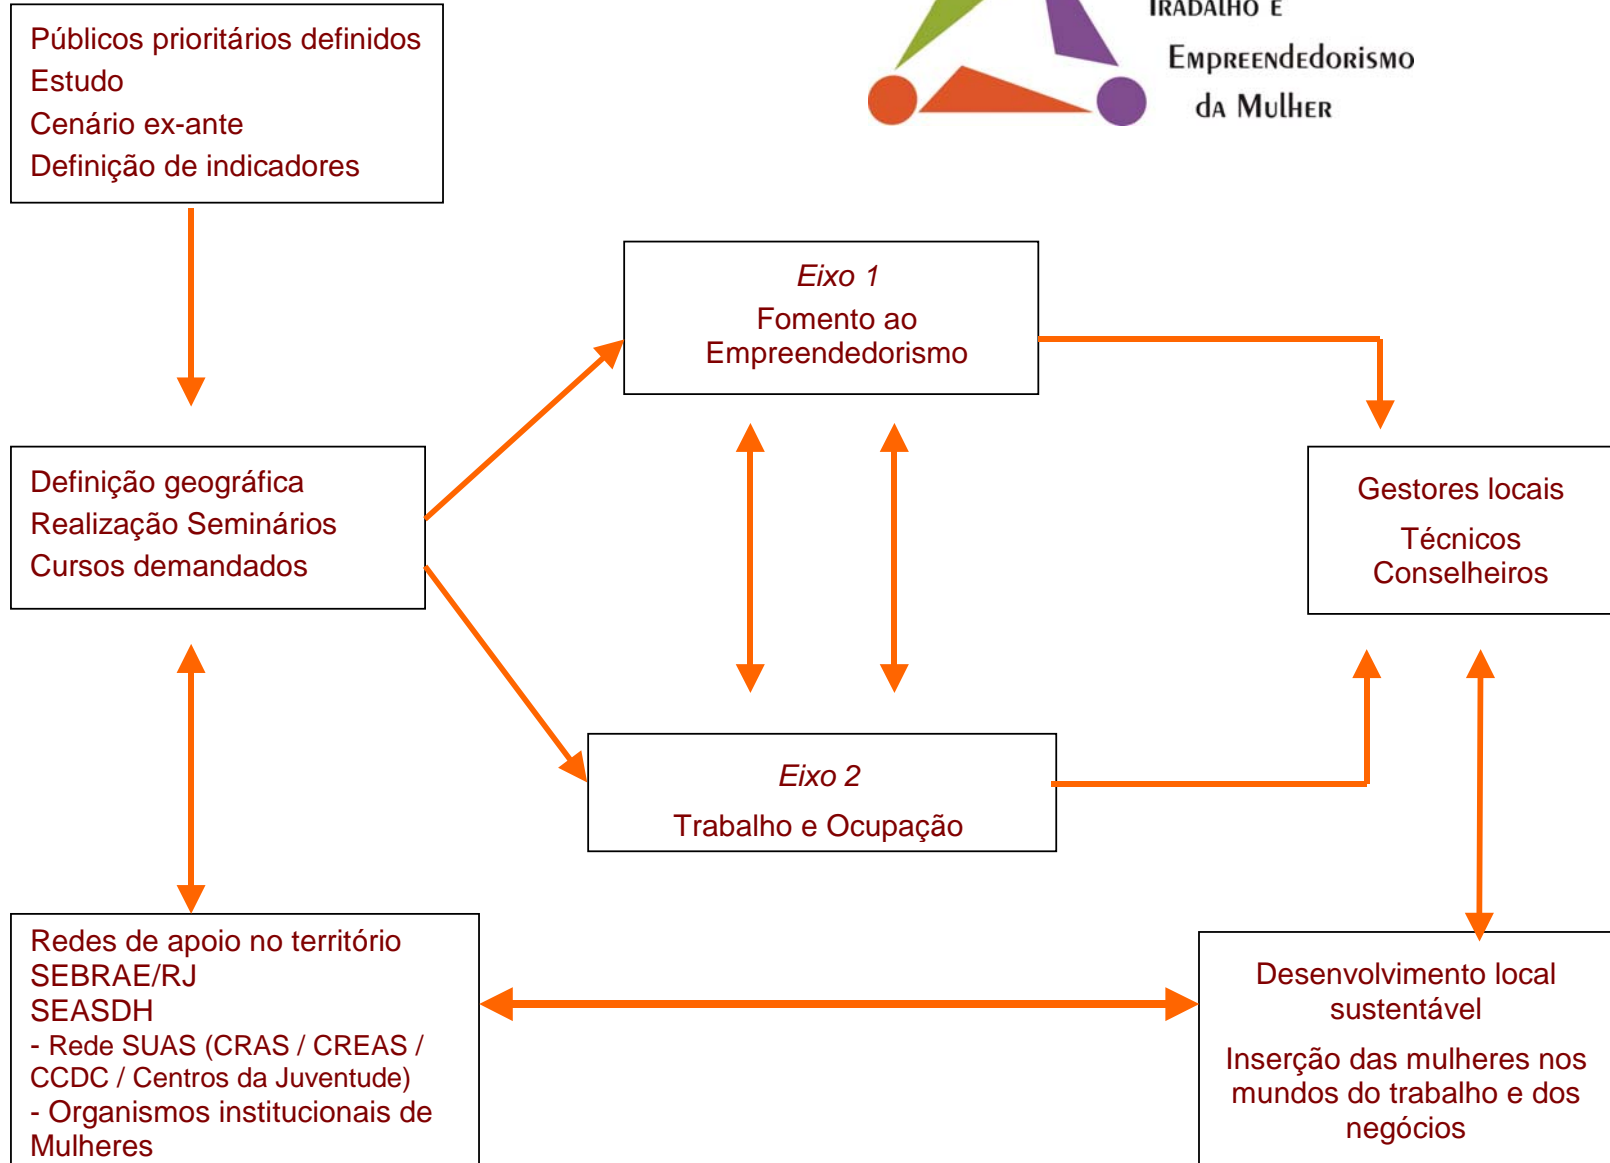 Trabalho e
Empreendedorismo
da Mulher
Públicos prioritários definidos
Estudo
Cenário ex-ante
Definição de indicadores
Eixo 1
Fomento ao
Empreendedorismo
Definição geográfica
Realização Seminários
Cursos demandados
Gestores locais
Técnicos
Conselheiros
Eixo 2
Trabalho e Ocupação
Redes de apoio no território
SEBRAE/RJ
SEASDH
- Rede SUAS (CRAS / CREAS /
CCDC / Centros da Juventude)
- Organismos institucionais de
Mulheres
Desenvolvimento local
sustentável
Inserção das mulheres nos
mundos do trabalho e dos
negócios